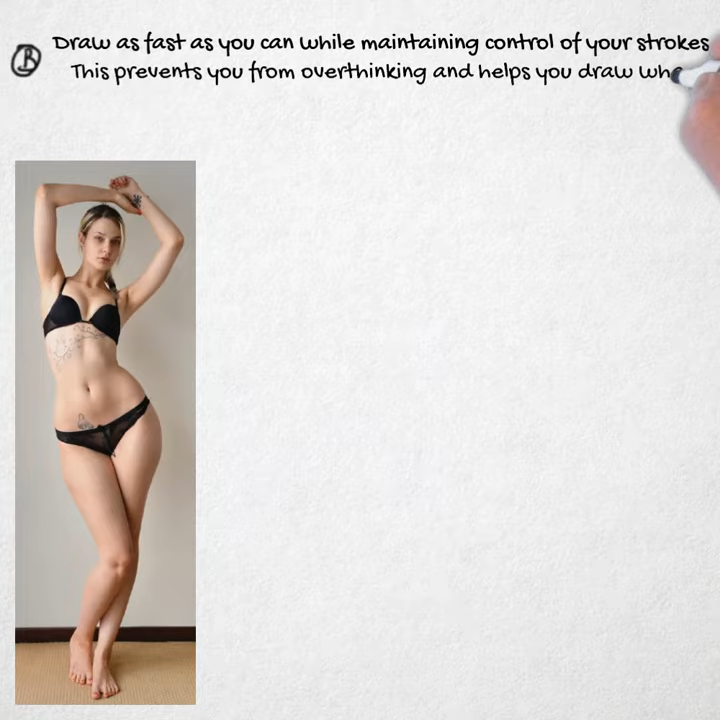 B Draw as fast as you can while maintaining control of your strokes
This prevents you from overthinking and helps you draw